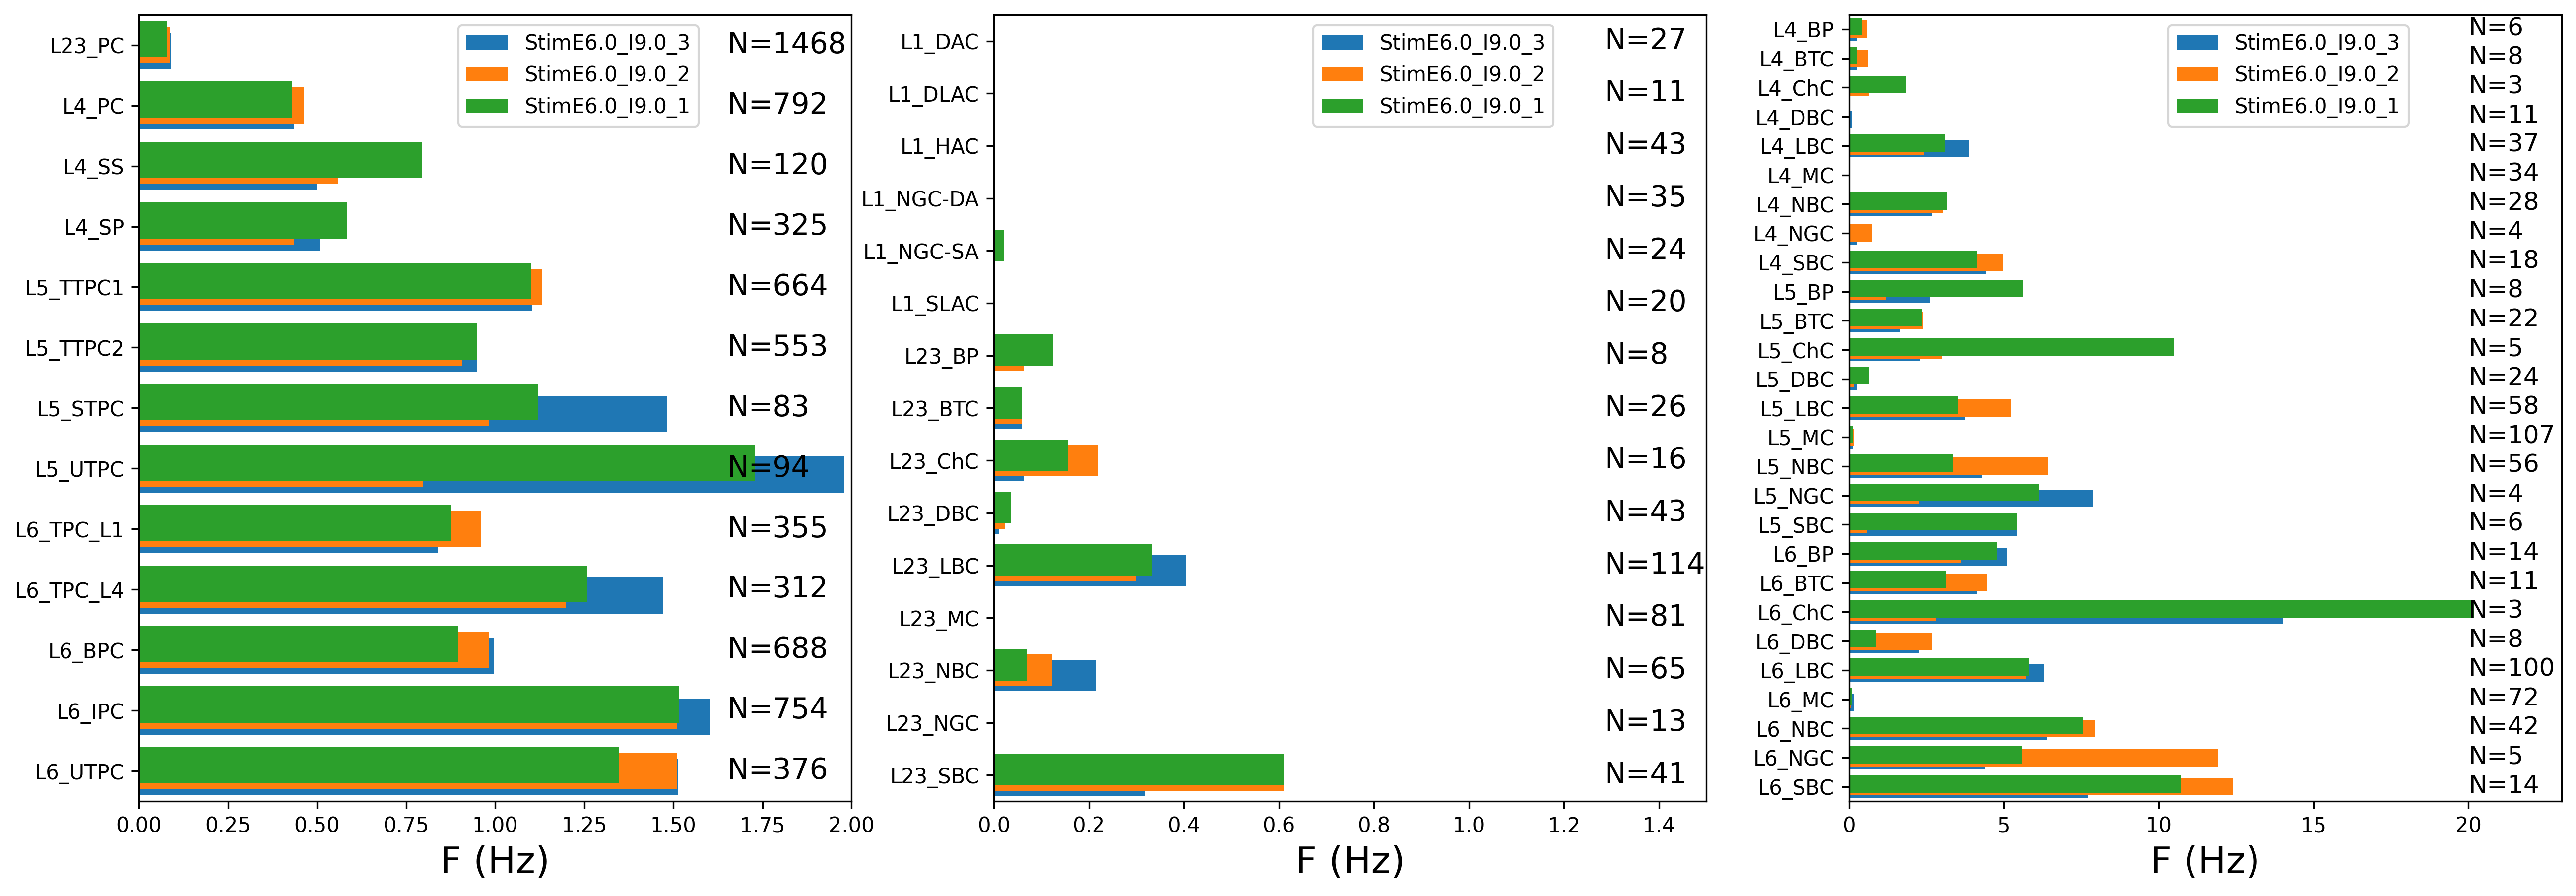 L23_PC
L4_PC
L4_SS
L4_SP
L5_TTPC1
L5_TTPC2
L5_STPC
L5_UTPC
L6_TPC_L1
L6_TPC_L4
L6_BPC
L6_IPC
L6_UTPC
StimE6.0_I9.0_3
StimE6.0_I9.0_2
StimE6.0_I9.0_1
N=1468
N=792
N=120
N=325
N=664
N=553
N=83
N=94
N=355
N=312
N=688
N=754
N=376
0.00 0.25 0.50 0.75 1.00 1.25 1.50 1.75 2.00
F (Hz)
L1_DAC
L1_DLAC
L1_HAC
L1_NGC-DA
L1_NGC-SA
L1_SLAC
L23_BP
L23_BTC
L23_ChC
L23_DBC
L23_LBC
L23_MC
L23_NBC
L23_NGC
L23_SBC
StimE6.0_I9.0_3
StimE6.0_I9.0_2
StimE6.0_I9.0_1
N=27
N=11
N=43
N=35
N=24
N=20
N=8
N=26
N=16
N=43
N=114
N=81
N=65
N=13
N=41
0.0 0.2 0.4 0.6 0.8 1.0 1.2 1.4
F (Hz)
L4_BP
L4_BTC
L4_ChC
L4_DBC
L4_LBC
L4_MC
L4_NBC
L4_NGC
L4_SBC
L5_BP
L5_BTC
L5_ChC
L5_DBC
L5_LBC
L5_MC
L5_NBC
L5_NGC
L5_SBC
L6_BP
L6_BTC
L6_ChC
L6_DBC
L6_LBC
L6_MC
L6_NBC
L6_NGC
L6_SBC
StimE6.0_I9.0_3
StimE6.0_I9.0_2
StimE6.0_I9.0_1
N=6
N=8
N=3
N=11
N=37
N=34
N=28
N=4
N=18
N=8
N=22
N=5
N=24
N=58
N=107
N=56
N=4
N=6
N=14
N=11
N=3
N=8
N=100
N=72
N=42
N=5
N=14
0 5 10 15 20
F (Hz)